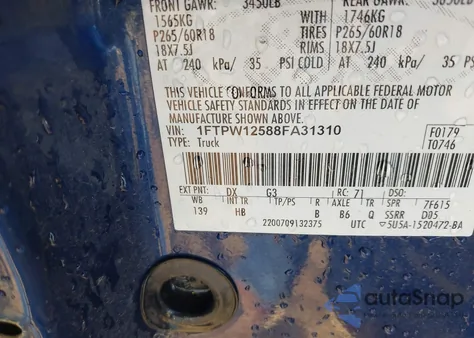 FRONT GAWR: 3450LB
1565KG WITH 1746KG
P265/60R18 TIRES P265/60R18
18X7.5J RIMS 18X7.5J
AT 240 kPa/ 35 PSI COLD AT 240 kPa/ 35
THIS VEHICLE CONFORMS TO ALL APPLICABLE FEDERAL MOTOR
VEHICLE SAFETY STANDARDS IN EFFECT ON THE DATE OF
MANUFACTURE SHOWN ABOVE.
VIN: 1FTPW12588FA31310 F0179
TYPE: Truck T0746
EXT PNT: DX G3 RC: 71 DSO:
WB INT TR TP/PS R AXLE TR SPR 7F615
139 HB B B6 Q SSRR D05
2200709132375 UTC 5U5A-1520472-BA
autoSnap